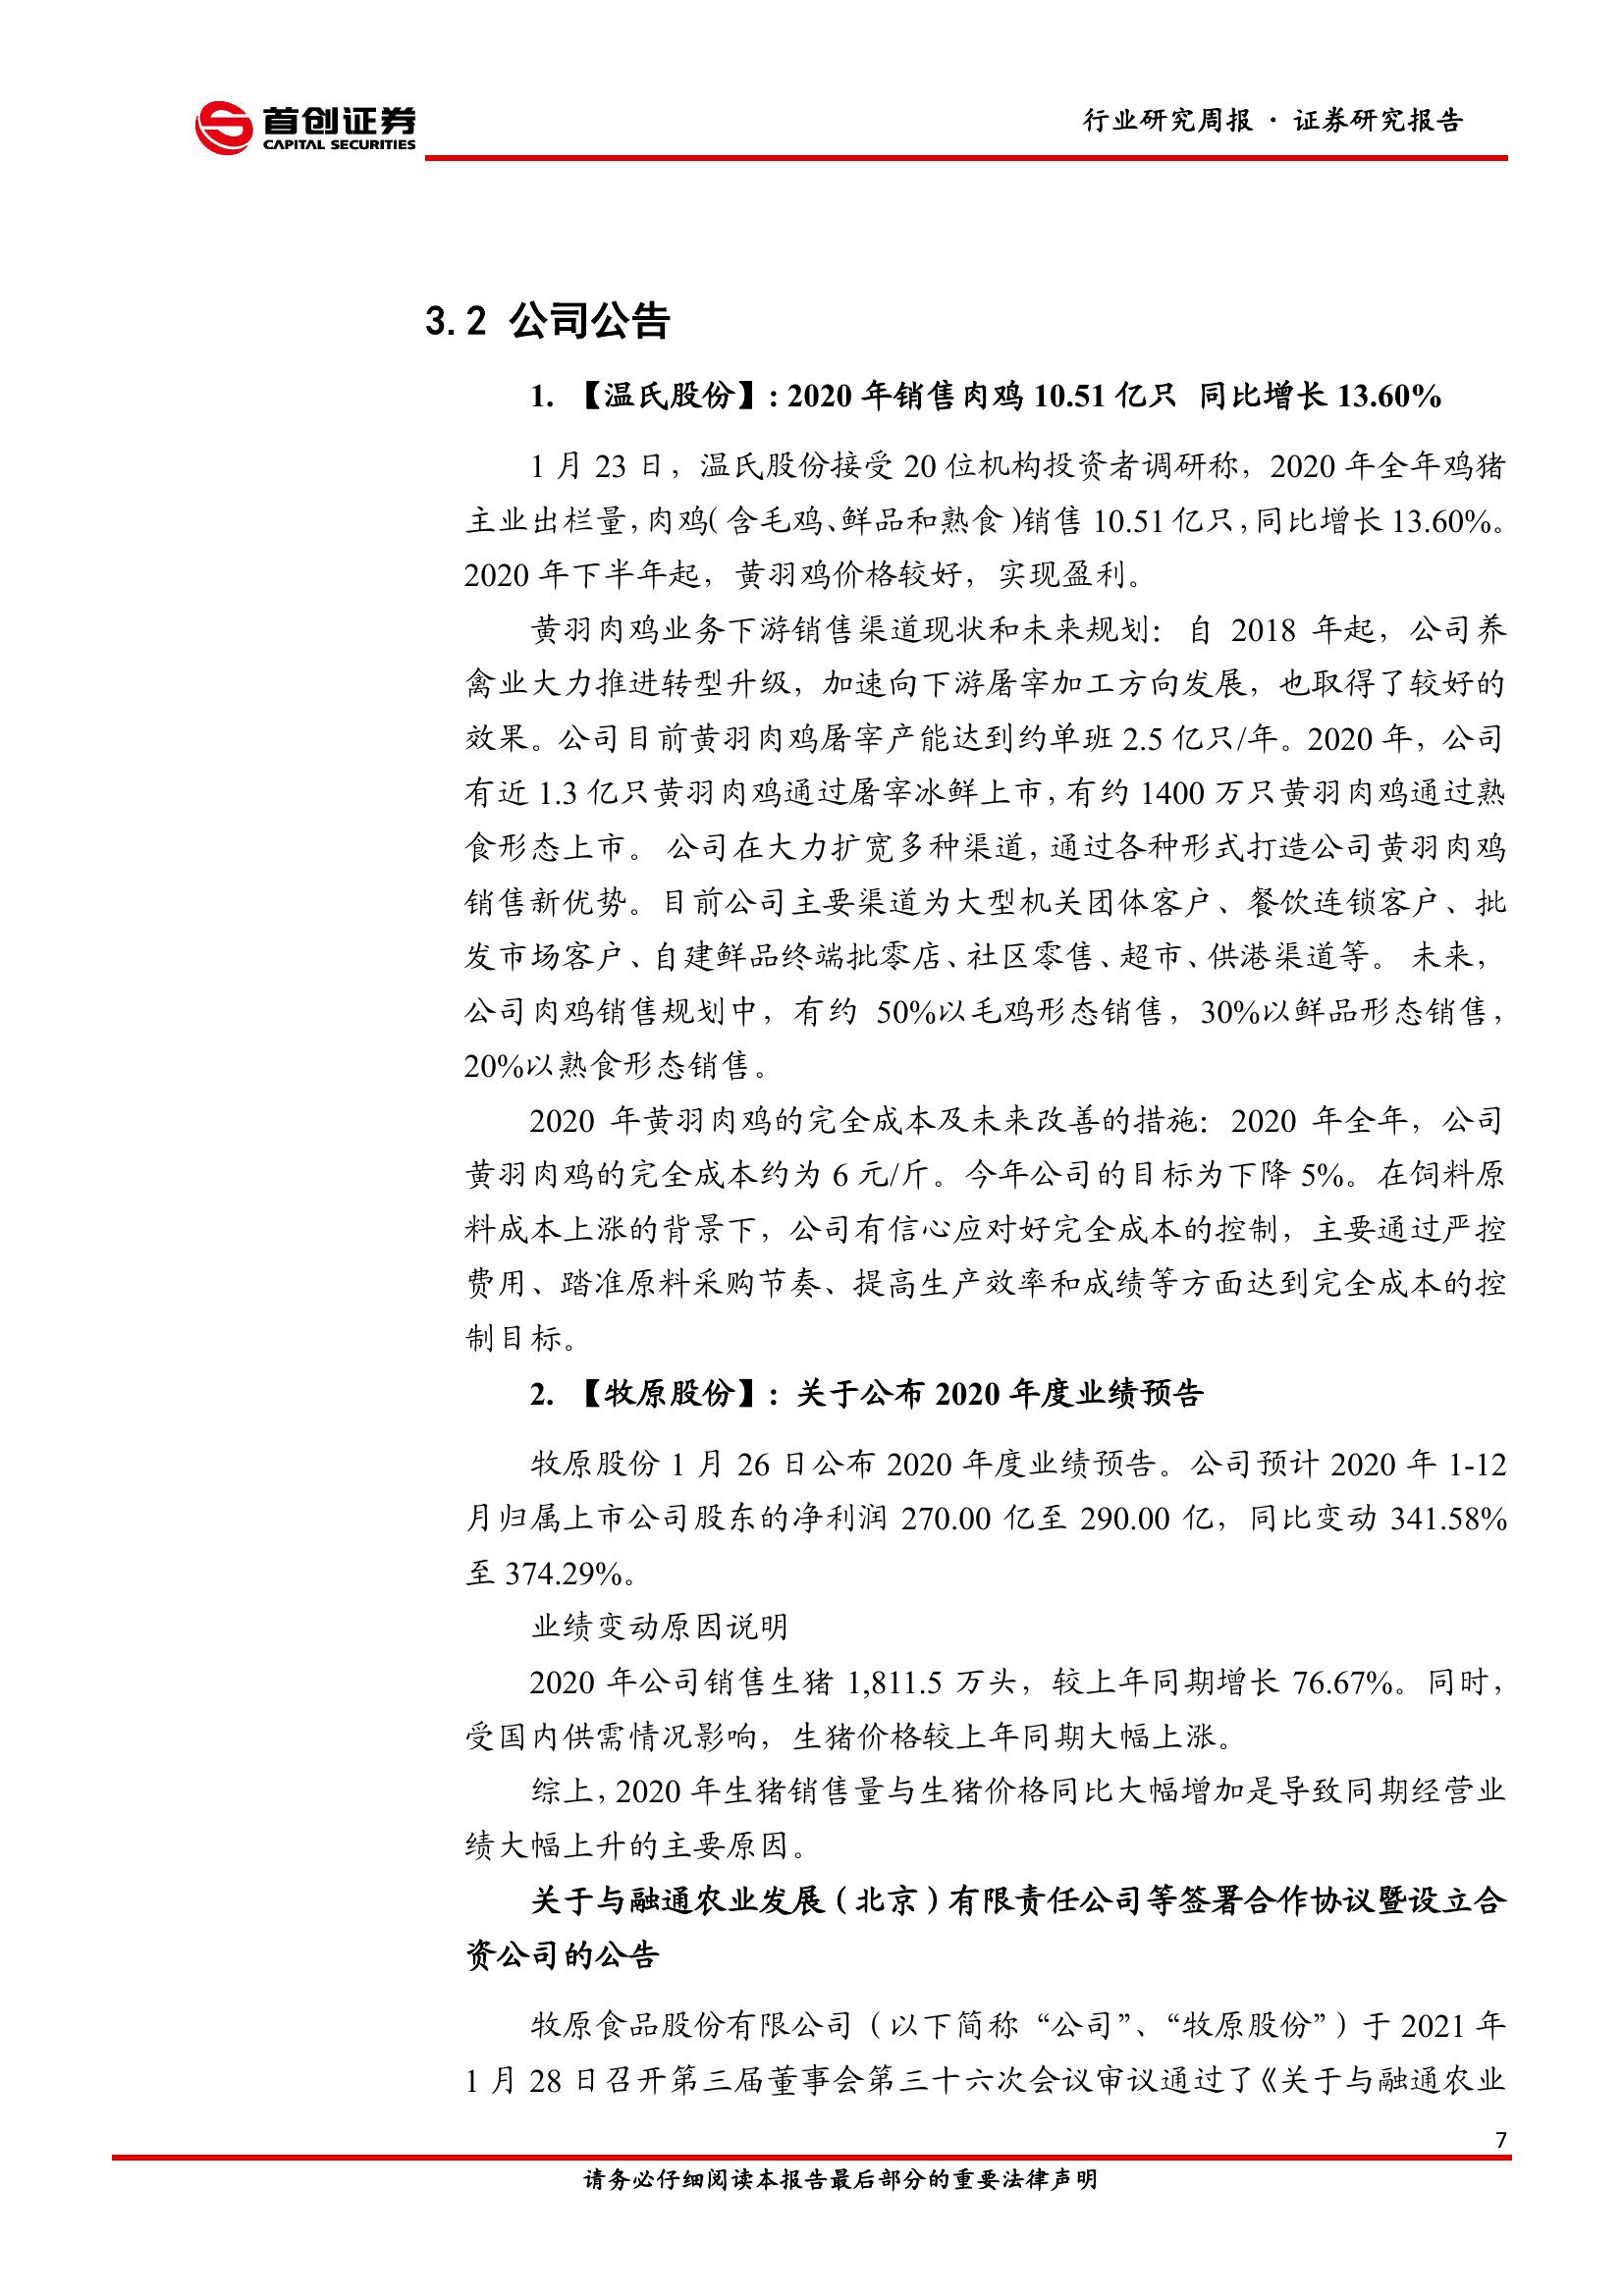 首创证券
CAPITAL SECURITIES
行业研究周报 · 证券研究报告
3.2 公司公告
1. 【温氏股份】: 2020 年销售肉鸡 10.51 亿只 同比增长 13.60%
1 月 23 日，温氏股份接受 20 位机构投资者调研称，2020 年全年鸡猪
主业出栏量，肉鸡（含毛鸡、鲜品和熟食）销售 10.51 亿只，同比增长 13.60%。
2020 年下半年起，黄羽鸡价格较好，实现盈利。
黄羽肉鸡业务下游销售渠道现状和未来规划：自 2018 年起，公司养
禽业大力推进转型升级，加速向下游屠宰加工方向发展，也取得了较好的
效果。公司目前黄羽肉鸡屠宰产能达到约单班 2.5 亿只/年。2020 年，公司
有近 1.3 亿只黄羽肉鸡通过屠宰冰鲜上市，有约 1400 万只黄羽肉鸡通过熟
食形态上市。 公司在大力扩宽多种渠道，通过各种形式打造公司黄羽肉鸡
销售新优势。目前公司主要渠道为大型机关团体客户、餐饮连锁客户、批
发市场客户、自建鲜品终端批零店、社区零售、超市、供港渠道等。 未来，
公司肉鸡销售规划中，有约 50%以毛鸡形态销售，30%以鲜品形态销售，
20%以熟食形态销售。
2020 年黄羽肉鸡的完全成本及未来改善的措施：2020 年全年，公司
黄羽肉鸡的完全成本约为 6 元/斤。今年公司的目标为下降 5%。在饲料原
料成本上涨的背景下，公司有信心应对好完全成本的控制，主要通过严控
费用、踏准原料采购节奏、提高生产效率和成绩等方面达到完全成本的控
制目标。
2. 【牧原股份】: 关于公布 2020 年度业绩预告
牧原股份 1 月 26 日公布 2020 年度业绩预告。公司预计 2020 年 1-12
月归属上市公司股东的净利润 270.00 亿至 290.00 亿，同比变动 341.58%
至 374.29%。
业绩变动原因说明
2020 年公司销售生猪 1,811.5 万头，较上年同期增长 76.67%。同时，
受国内供需情况影响，生猪价格较上年同期大幅上涨。
综上，2020 年生猪销售量与生猪价格同比大幅增加是导致同期经营业
绩大幅上升的主要原因。
关于与融通农业发展（北京）有限责任公司等签署合作协议暨设立合
资公司的公告
牧原食品股份有限公司（以下简称“公司”、“牧原股份”）于 2021 年
1 月 28 日召开第三届董事会第三十六次会议审议通过了《关于与融通农业
7
请务必仔细阅读本报告最后部分的重要法律声明